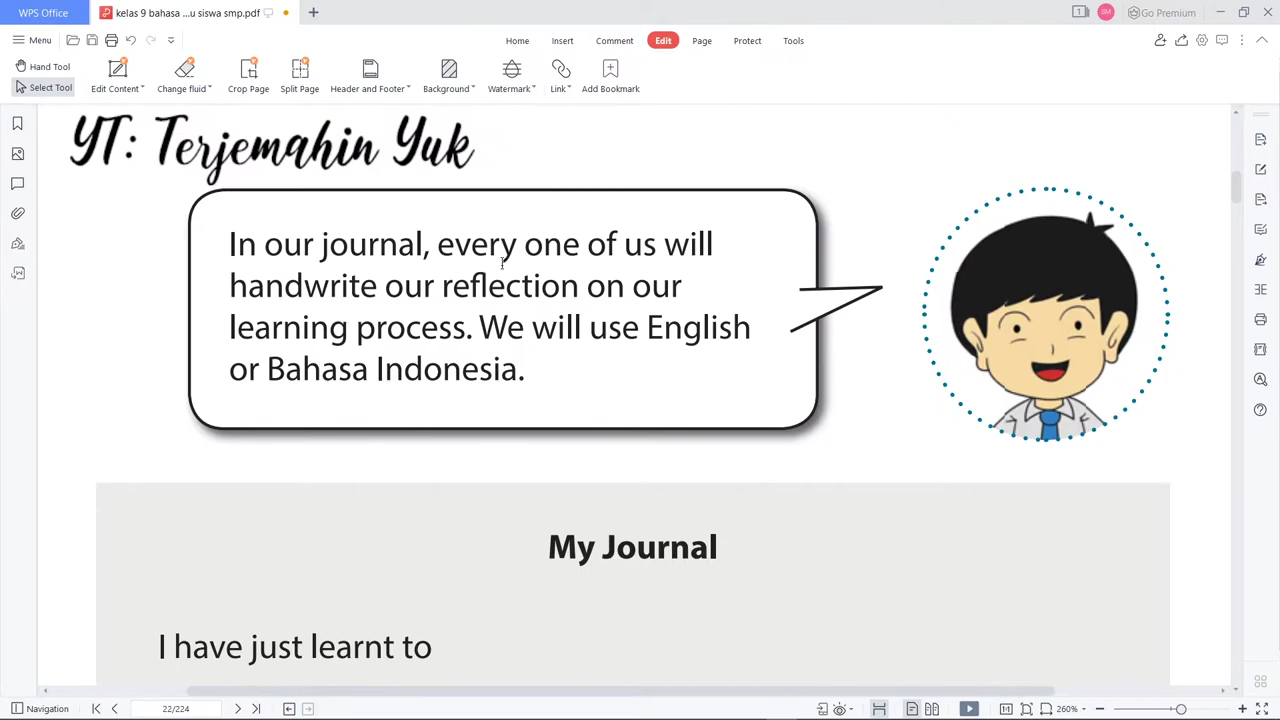 WPS Office
kelas 9 bahasa ...u siswa smp.pdf
1
SM
Go Premium
Menu
Home Insert Comment Edit Page Protect Tools
Hand Tool
Select Tool
Edit Content Change fluid Crop Page Split Page Header and Footer Background Watermark Link Add Bookmark
YT: Terjemahin Yuk
In our journal, every one of us will
handwrite our reflection on our
learning process. We will use English
or Bahasa Indonesia.
My Journal
I have just learnt to
Navigation
22/224
260%